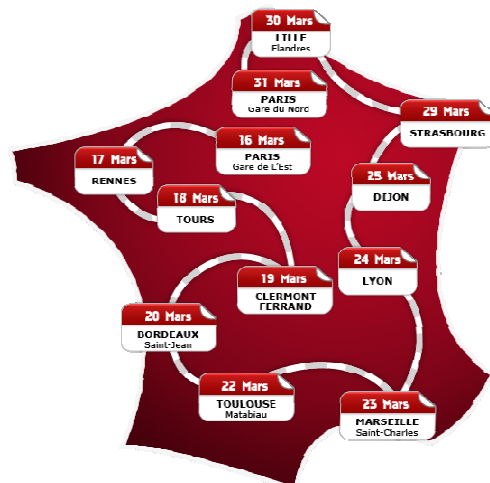 30 Mars
LILLE
Flandres
31 Mars
PARIS
Gare du Nord
29 Mars
STRASBOURG
16 Mars
PARIS
Gare de L'Est
17 Mars
RENNES
25 Mars
DIJON
18 Mars
TOURS
24 Mars
LYON
19 Mars
CLERMONT
FERRAND
20 Mars
BORDEAUX
Saint-Jean
22 Mars
TOULOUSE
Matabiau
23 Mars
MARSEILLE
Saint-Charles